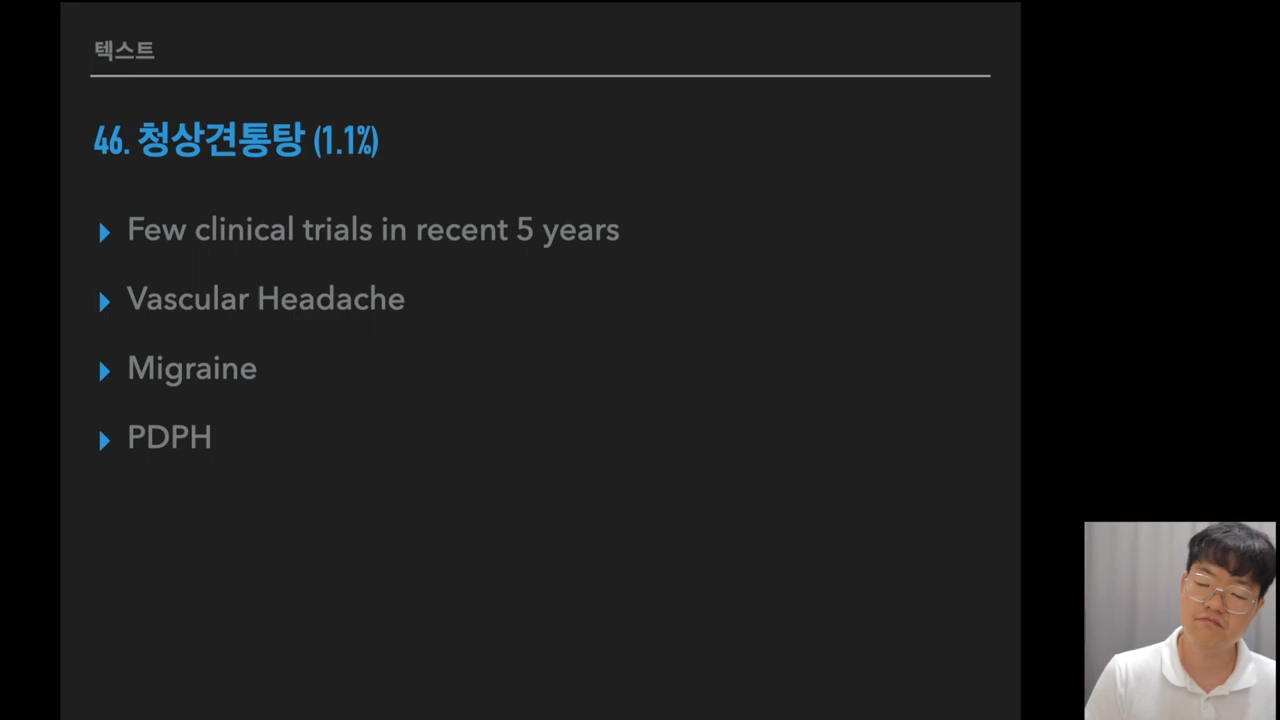 텍스트
46. 청상견통탕 (1.1%)
Few clinical trials in recent 5 years
Vascular Headache
Migraine
PDPH